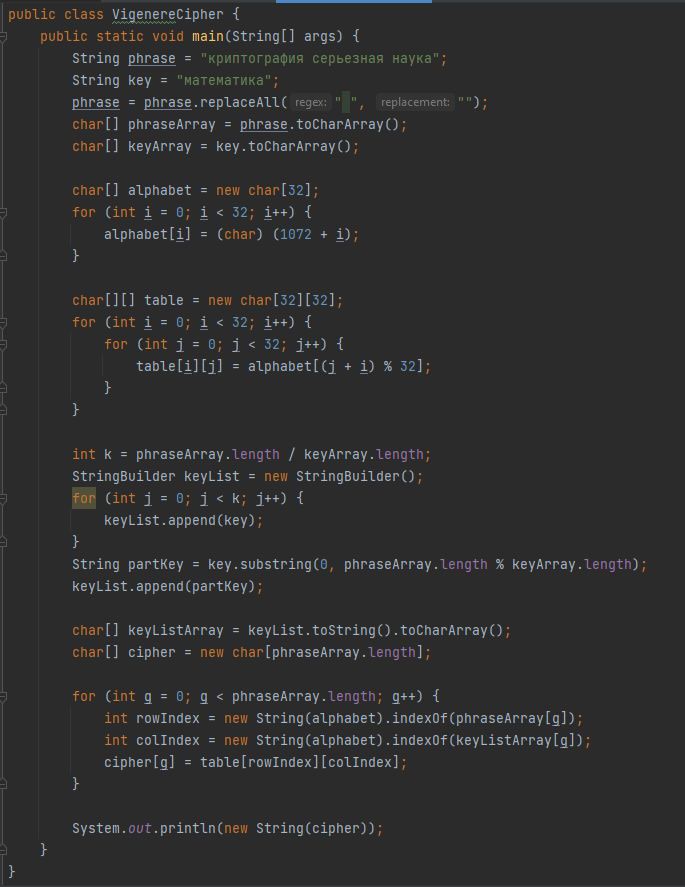 public class VigenereCipher {
    public static void main(String[] args) {
        String phrase = "криптография серьезная наука";
        String key = "математика";
        phrase = phrase.replaceAll( regex: " ", replacement: "");
        char[] phraseArray = phrase.toCharArray();
        char[] keyArray = key.toCharArray();

        char[] alphabet = new char[32];
        for (int i = 0; i < 32; i++) {
            alphabet[i] = (char) (1072 + i);
        }

        char[][] table = new char[32][32];
        for (int i = 0; i < 32; i++) {
            for (int j = 0; j < 32; j++) {
                table[i][j] = alphabet[(j + i) % 32];
            }
        }

        int k = phraseArray.length / keyArray.length;
        StringBuilder keyList = new StringBuilder();
        for (int j = 0; j < k; j++) {
            keyList.append(key);
        }
        String partKey = key.substring(0, phraseArray.length % keyArray.length);
        keyList.append(partKey);

        char[] keyListArray = keyList.toString().toCharArray();
        char[] cipher = new char[phraseArray.length];

        for (int g = 0; g < phraseArray.length; g++) {
            int rowIndex = new String(alphabet).indexOf(phraseArray[g]);
            int colIndex = new String(alphabet).indexOf(keyListArray[g]);
            cipher[g] = table[rowIndex][colIndex];
        }

        System.out.println(new String(cipher));
    }
}